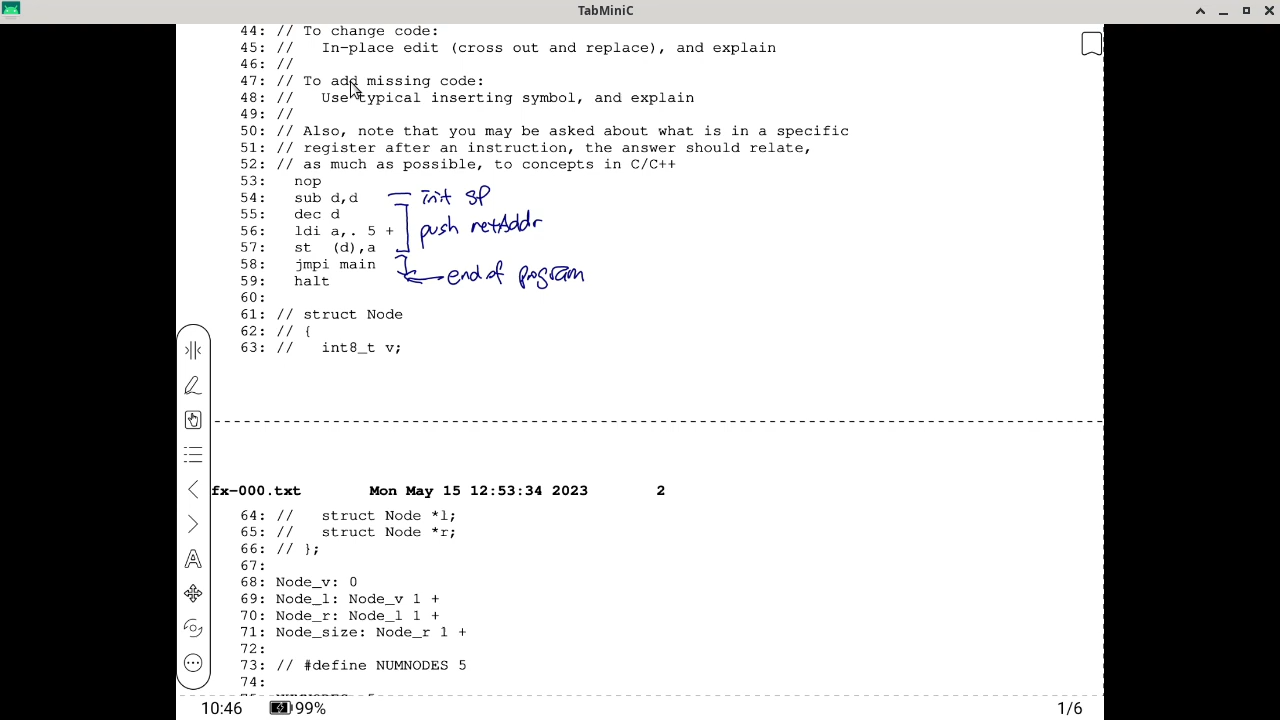 TabMiniC
44: // To change code:
45: //   In-place edit (cross out and replace), and explain
46: //
47: // To add missing code:
48: //   Use typical inserting symbol, and explain
49: //
50: // Also, note that you may be asked about what is in a specific
51: // register after an instruction, the answer should relate,
52: // as much as possible, to concepts in C/C++
53:   nop
54:   sub d,d init sp
55:   dec d
56:   ldi a,. 5 + push retAddr
57:   st  (d),a
58:   jmpi main
59:   halt end of program
60:
61: // struct Node
62: // {
63: //   int8_t v;
fx-000.txt Mon May 15 12:53:34 2023 2
64: //   struct Node *l;
65: //   struct Node *r;
66: // };
67:
68: Node_v: 0
69: Node_l: Node_v 1 +
70: Node_r: Node_l 1 +
71: Node_size: Node_r 1 +
72:
73: // #define NUMNODES 5
74:
10:46 99% 1/6